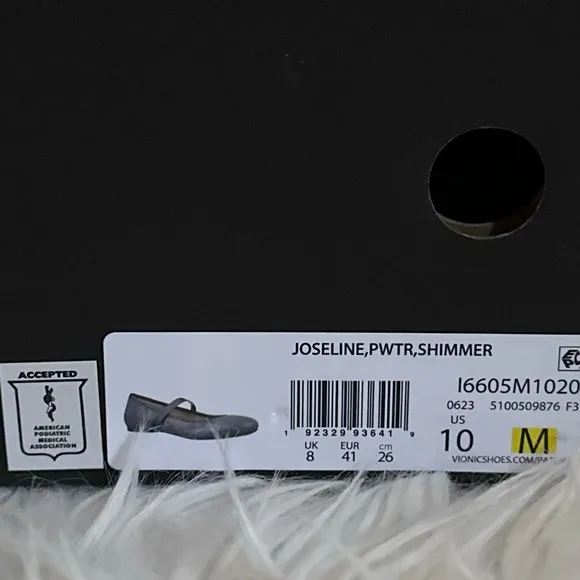 JOSELINE,PWTR,SHIMMER
ACCEPTED
AMERICAN
PODIATRIC
MEDICAL
ASSOCIATION
I6605M1020
0623 5100509876 F3
1 92329 93641 9
US
10 M
UK EUR cm
8 41 26
VIONICSHOES.COM/PAT